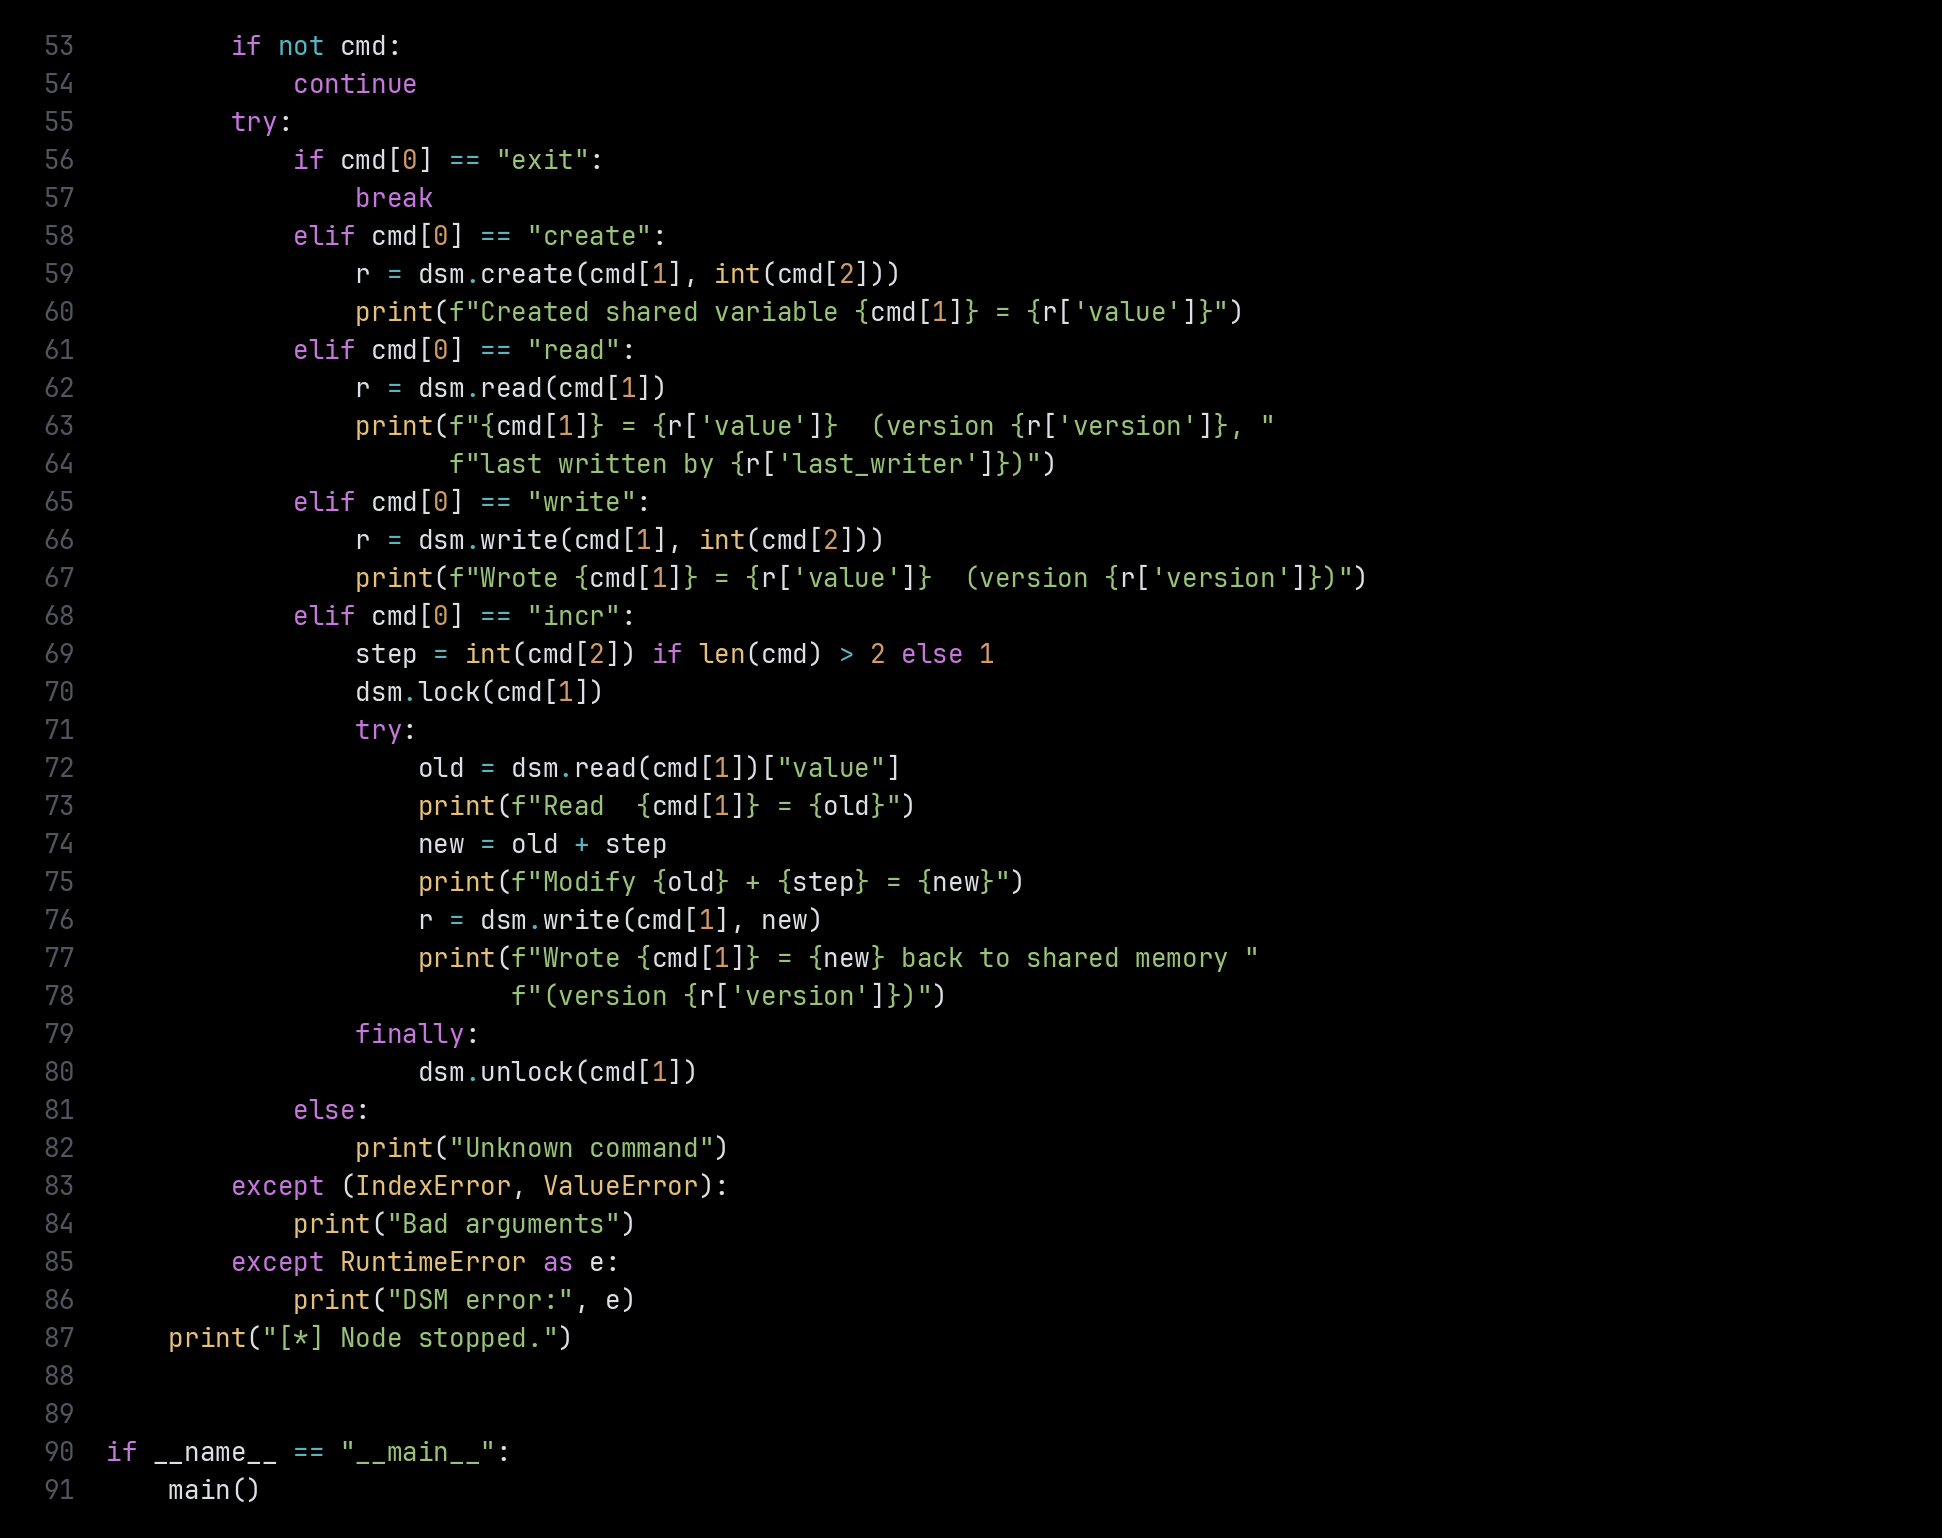 53          if not cmd:
54              continue
55          try:
56              if cmd[0] == "exit":
57                  break
58              elif cmd[0] == "create":
59                  r = dsm.create(cmd[1], int(cmd[2]))
60                  print(f"Created shared variable {cmd[1]} = {r['value']}")
61              elif cmd[0] == "read":
62                  r = dsm.read(cmd[1])
63                  print(f"{cmd[1]} = {r['value']}  (version {r['version']}, "
64                        f"last written by {r['last_writer']})")
65              elif cmd[0] == "write":
66                  r = dsm.write(cmd[1], int(cmd[2]))
67                  print(f"Wrote {cmd[1]} = {r['value']}  (version {r['version']})")
68              elif cmd[0] == "incr":
69                  step = int(cmd[2]) if len(cmd) > 2 else 1
70                  dsm.lock(cmd[1])
71                  try:
72                      old = dsm.read(cmd[1])["value"]
73                      print(f"Read  {cmd[1]} = {old}")
74                      new = old + step
75                      print(f"Modify {old} + {step} = {new}")
76                      r = dsm.write(cmd[1], new)
77                      print(f"Wrote {cmd[1]} = {new} back to shared memory "
78                            f"(version {r['version']})")
79                  finally:
80                      dsm.unlock(cmd[1])
81              else:
82                  print("Unknown command")
83          except (IndexError, ValueError):
84              print("Bad arguments")
85          except RuntimeError as e:
86              print("DSM error:", e)
87      print("[*] Node stopped.")
88
89
90  if __name__ == "__main__":
91      main()